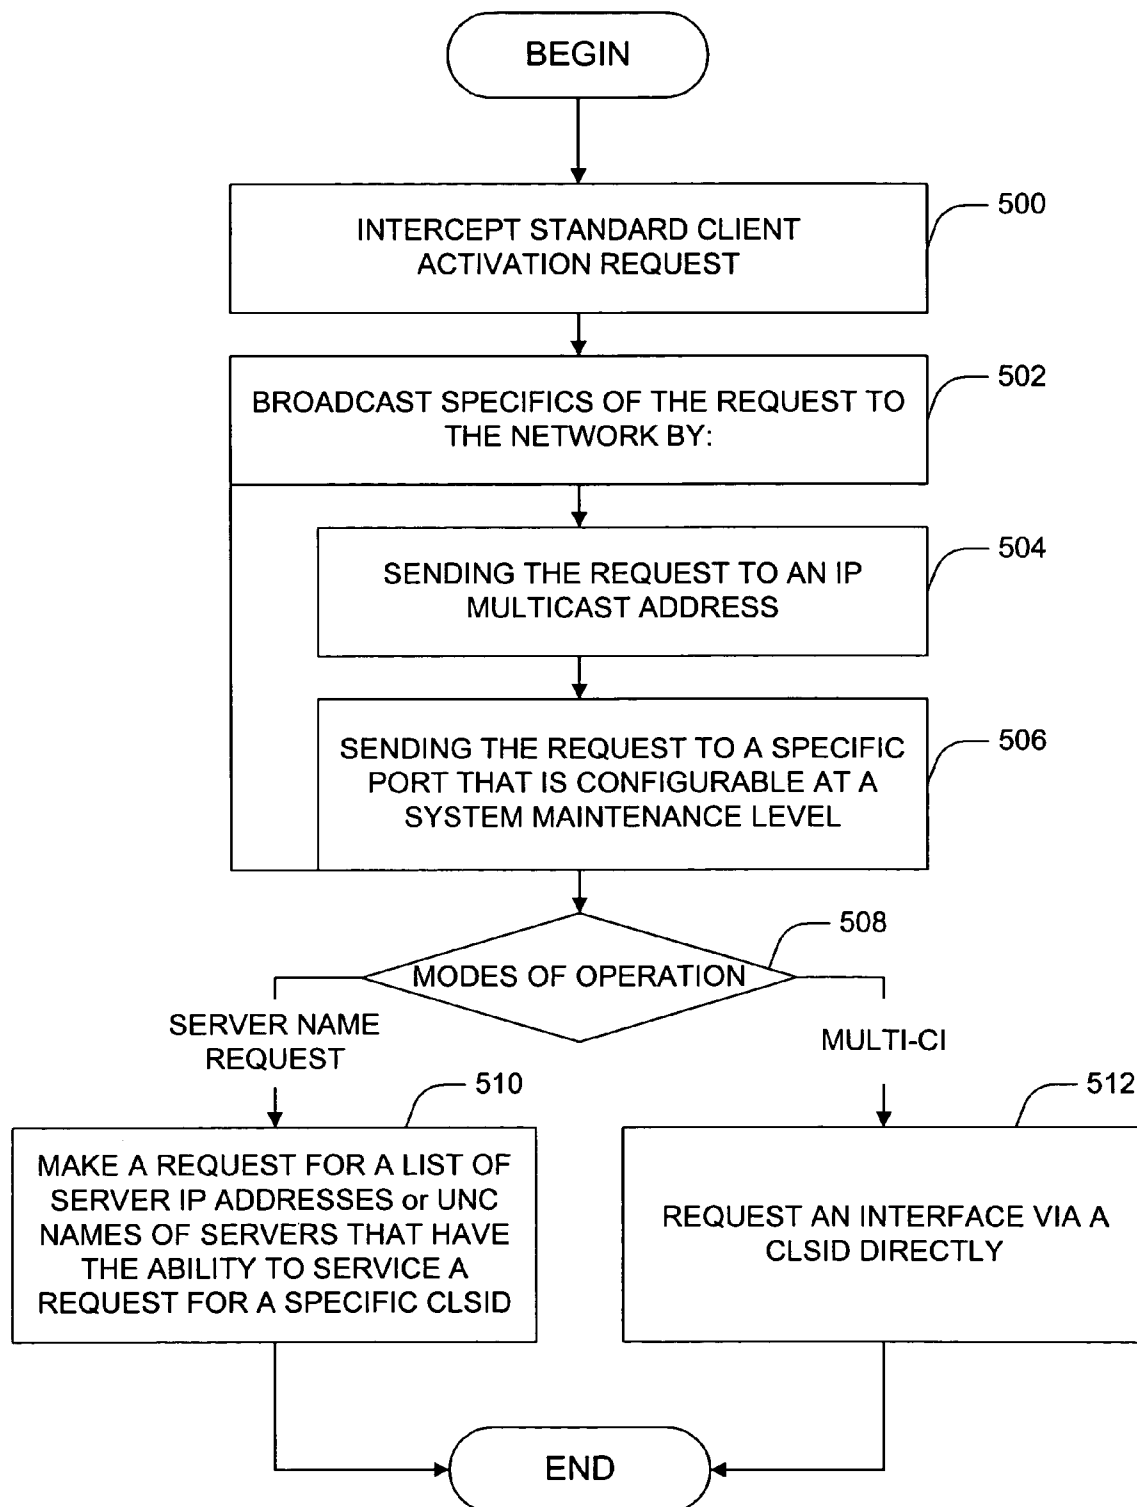 BEGIN
500
INTERCEPT STANDARD CLIENT
ACTIVATION REQUEST
502
BROADCAST SPECIFICS OF THE REQUEST TO
THE NETWORK BY:
504
SENDING THE REQUEST TO AN IP
MULTICAST ADDRESS
506
SENDING THE REQUEST TO A SPECIFIC
PORT THAT IS CONFIGURABLE AT A
SYSTEM MAINTENANCE LEVEL
508
MODES OF OPERATION
SERVER NAME
REQUEST
MULTI-CI
510
MAKE A REQUEST FOR A LIST OF
SERVER IP ADDRESSES or UNC
NAMES OF SERVERS THAT HAVE
THE ABILITY TO SERVICE A
REQUEST FOR A SPECIFIC CLSID
512
REQUEST AN INTERFACE VIA A
CLSID DIRECTLY
END